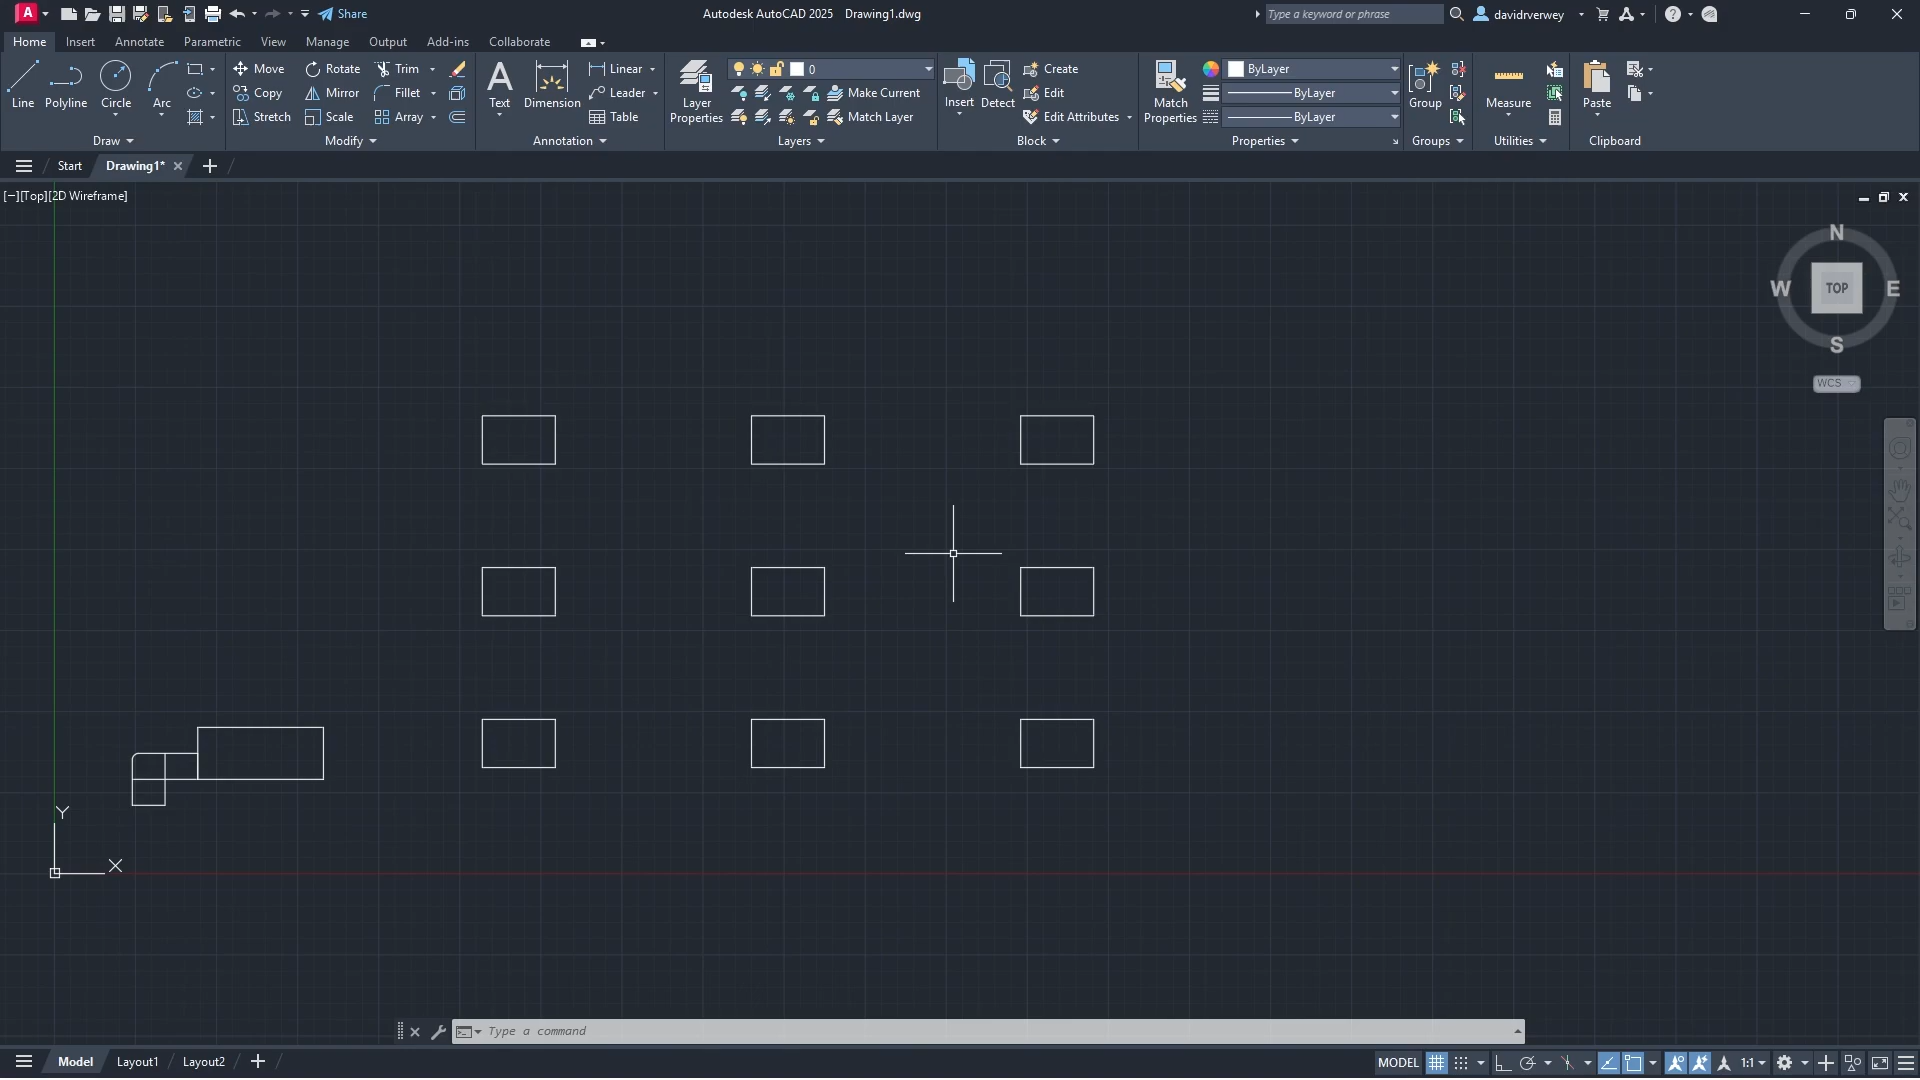 A Share Autodesk AutoCAD 2025 Drawing1.dwg Type a keyword or phrase davidrverwey
Home Insert Annotate Parametric View Manage Output Add-ins Collaborate
Move Rotate Trim Linear 0 Create ByLayer
Copy Mirror Fillet Leader Make Current Edit ByLayer
Line Polyline Circle Arc Text Dimension Layer Properties Insert Detect Match Properties Group Measure Paste
Stretch Scale Array Table Match Layer Edit Attributes ByLayer
Draw Modify Annotation Layers Block Properties Groups Utilities Clipboard
Start Drawing1*
[−][Top][2D Wireframe]
N
W TOP E
S
WCS
Y
X
Type a command
Model Layout1 Layout2 MODEL 1:1